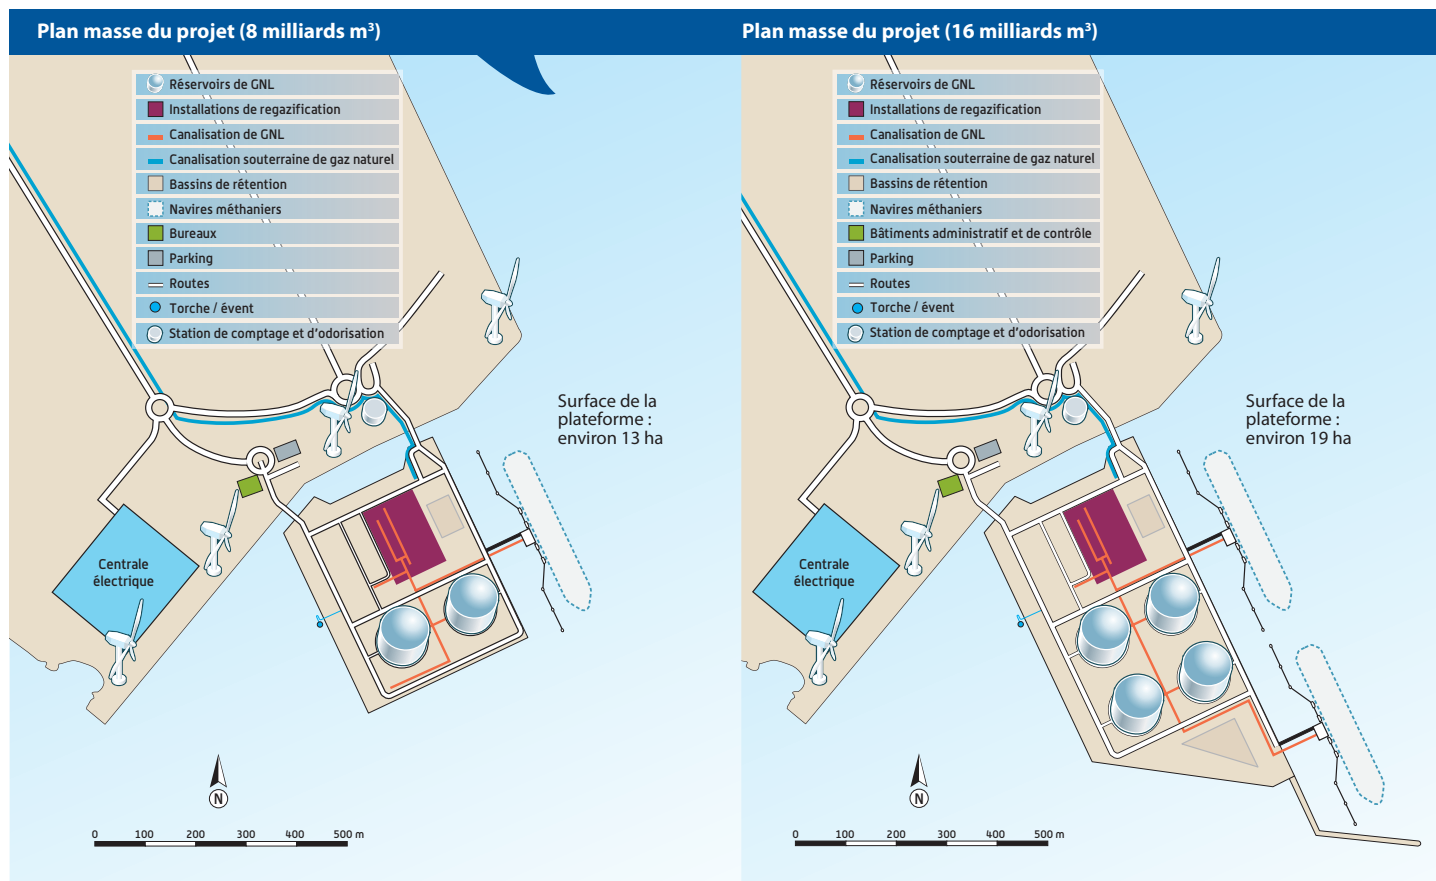 Plan masse du projet (8 milliards m³)
Réservoirs de GNL
Installations de regazification
Canalisation de GNL
Canalisation souterraine de gaz naturel
Bassins de rétention
Navires méthaniers
Bureaux
Parking
Routes
Torche / évent
Station de comptage et d'odorisation
Surface de la
plateforme :
environ 13 ha
Centrale
électrique
N
0 100 200 300 400 500 m
Plan masse du projet (16 milliards m³)
Réservoirs de GNL
Installations de regazification
Canalisation de GNL
Canalisation souterraine de gaz naturel
Bassins de rétention
Navires méthaniers
Bâtiments administratif et de contrôle
Parking
Routes
Torche / évent
Station de comptage et d'odorisation
Surface de la
plateforme :
environ 19 ha
Centrale
électrique
N
0 100 200 300 400 500 m